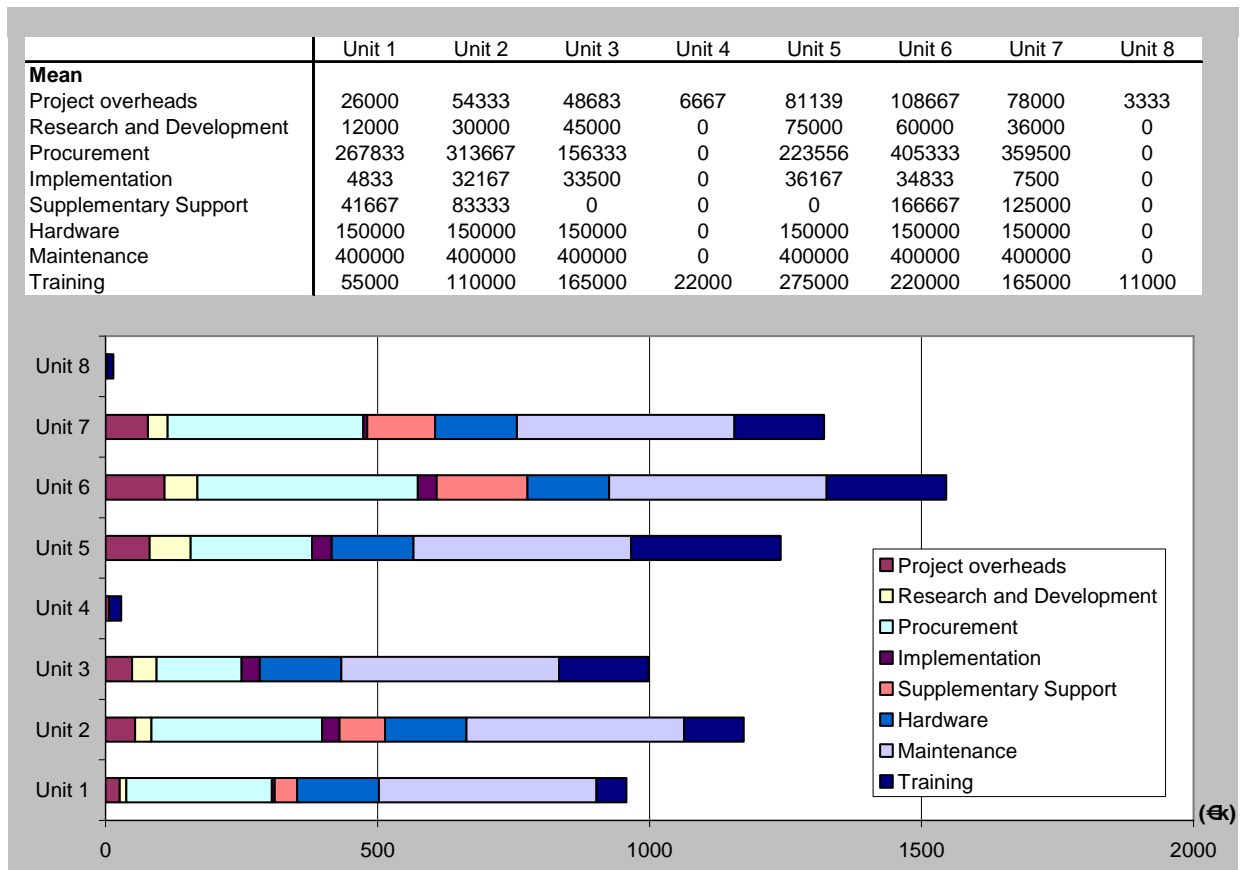 Unit 1 Unit 2 Unit 3 Unit 4 Unit 5 Unit 6 Unit 7 Unit 8
Mean
Project overheads 26000 54333 48683 6667 81139 108667 78000 3333
Research and Development 12000 30000 45000 0 75000 60000 36000 0
Procurement 267833 313667 156333 0 223556 405333 359500 0
Implementation 4833 32167 33500 0 36167 34833 7500 0
Supplementary Support 41667 83333 0 0 0 166667 125000 0
Hardware 150000 150000 150000 0 150000 150000 150000 0
Maintenance 400000 400000 400000 0 400000 400000 400000 0
Training 55000 110000 165000 22000 275000 220000 165000 11000
Unit 8
Unit 7
Unit 6
Unit 5
Unit 4
Unit 3
Unit 2
Unit 1
Project overheads
Research and Development
Procurement
Implementation
Supplementary Support
Hardware
Maintenance
Training
(€k)
0 500 1000 1500 2000